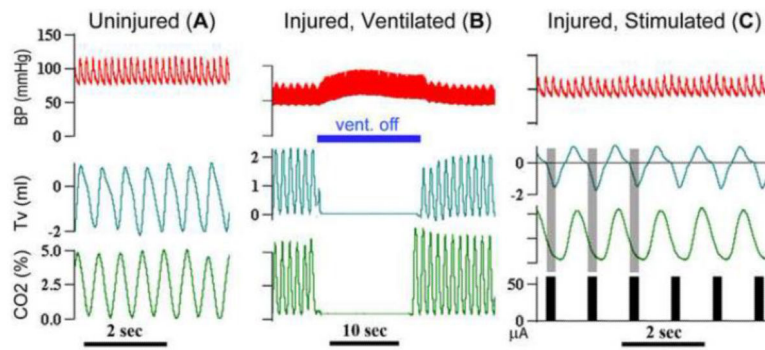 Uninjured (A) Injured, Ventilated (B) Injured, Stimulated (C)
BP (mmHg)
150
100
50
0
vent. off
Tv (ml)
0
-2
2
1
0
0
-2
CO2 (%)
5.0
2.5
0.0
50
0
µA
2 sec 10 sec 2 sec